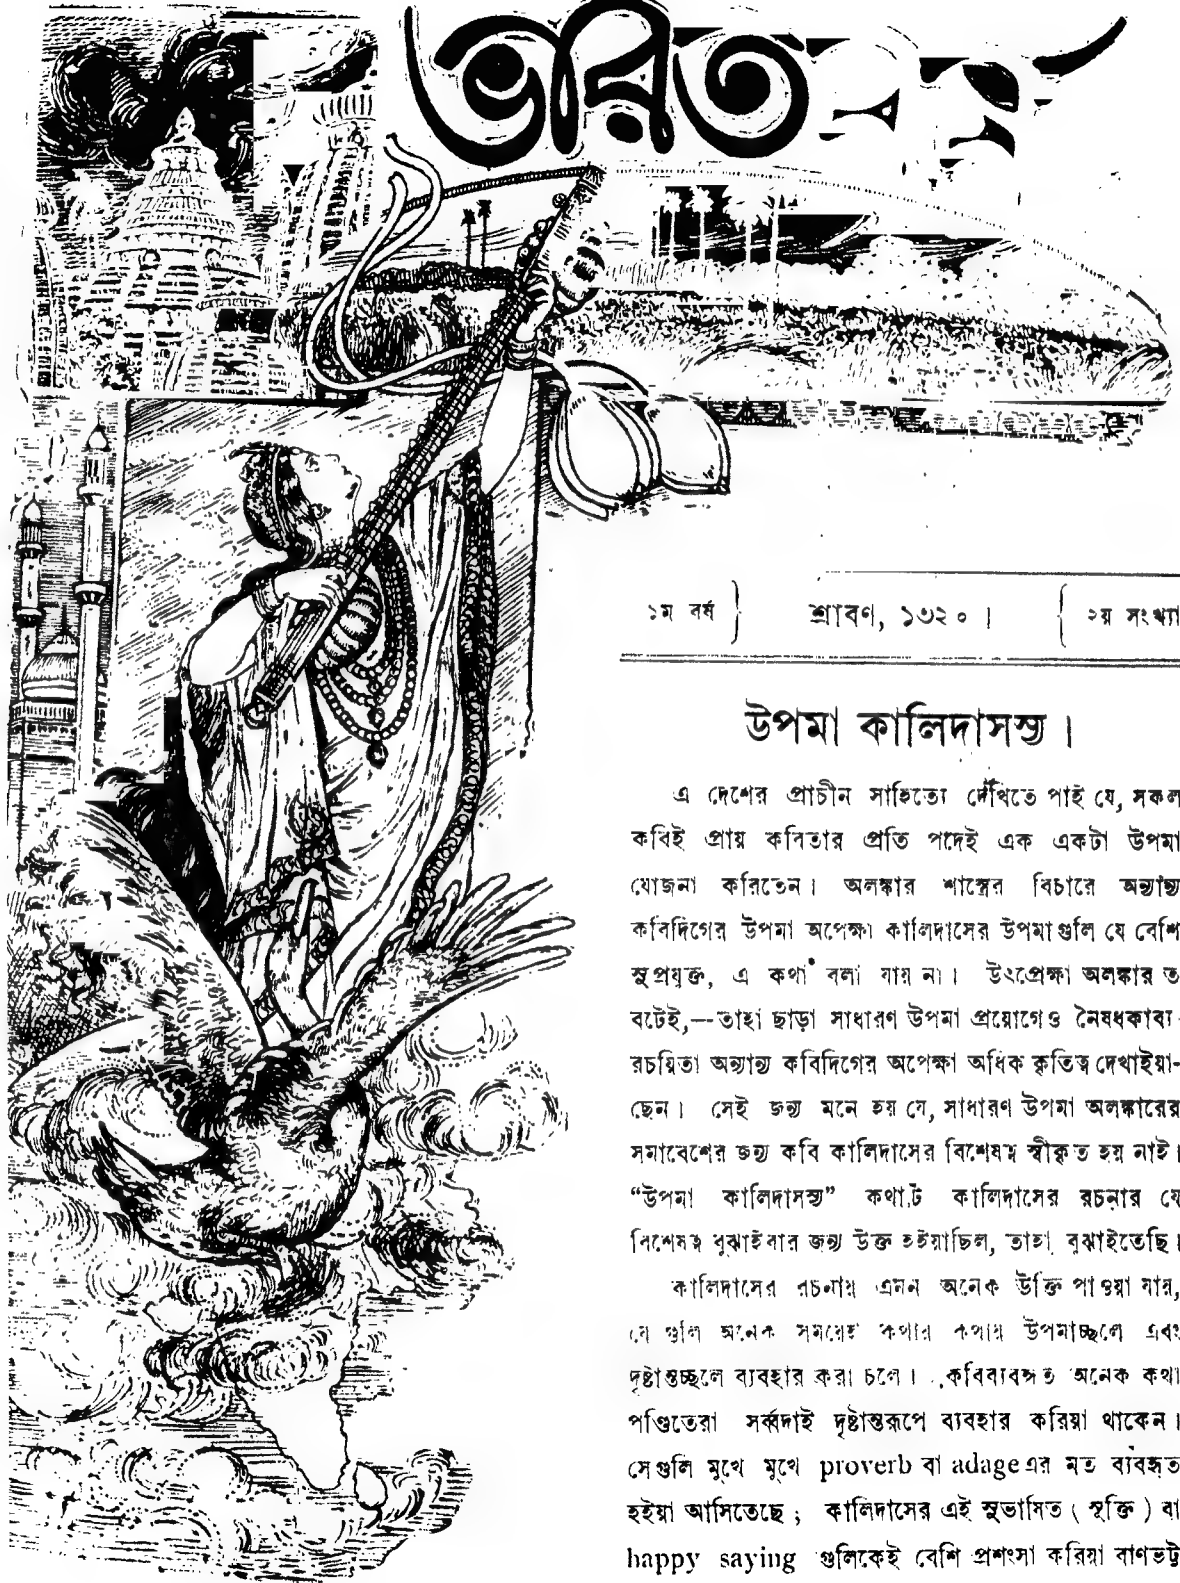 ভারতবর্ষ
১ম বর্ষ } শ্রাবণ, ১৩২০। { ২য় সংখ্যা
উপমা কালিদাসস্য।
এ দেশের প্রাচীন সাহিত্যে দেখিতে পাই যে, সকল
কবিই প্রায় কবিতার প্রতি পদেই এক একটা উপমা
যোজনা করিতেন। অলঙ্কার শাস্ত্রের বিচারে অন্যান্য
কবিদিগের উপমা অপেক্ষা কালিদাসের উপমাগুলি যে বেশি
সুপ্রযুক্ত, এ কথা বলা যায় না। উৎপ্রেক্ষা অলঙ্কার ত
বটেই,—তাহা ছাড়া সাধারণ উপমা প্রয়োগেও নৈষধকাব্য-
রচয়িতা অন্যান্য কবিদিগের অপেক্ষা অধিক কৃতিত্ব দেখাইয়া-
ছেন। সেই জন্য মনে হয় যে, সাধারণ উপমা অলঙ্কারের
সমাবেশের জন্য কবি কালিদাসের বিশেষত্ব স্বীকৃত হয় নাই।
“উপমা কালিদাসস্য” কথাটি কালিদাসের রচনার যে
বিশেষত্ব বুঝাইবার জন্য উক্ত হইয়াছিল, তাহা বুঝাইতেছি।
কালিদাসের রচনায় এমন অনেক উক্তি পাওয়া যায়,
যে গুলি অনেক সময়েই কথায় কথায় উপমাচ্ছলে এবং
দৃষ্টান্তচ্ছলে ব্যবহার করা চলে। কবিব্যবহৃত অনেক কথা
পণ্ডিতেরা সর্ব্বদাই দৃষ্টান্তরূপে ব্যবহার করিয়া থাকেন।
সেগুলি মুখে মুখে proverb বা adage এর মত ব্যবহৃত
হইয়া আসিতেছে; কালিদাসের এই সুভাষিত (সূক্তি) বা
happy saying গুলিকেই বেশি প্রশংসা করিয়া বাণভট্ট